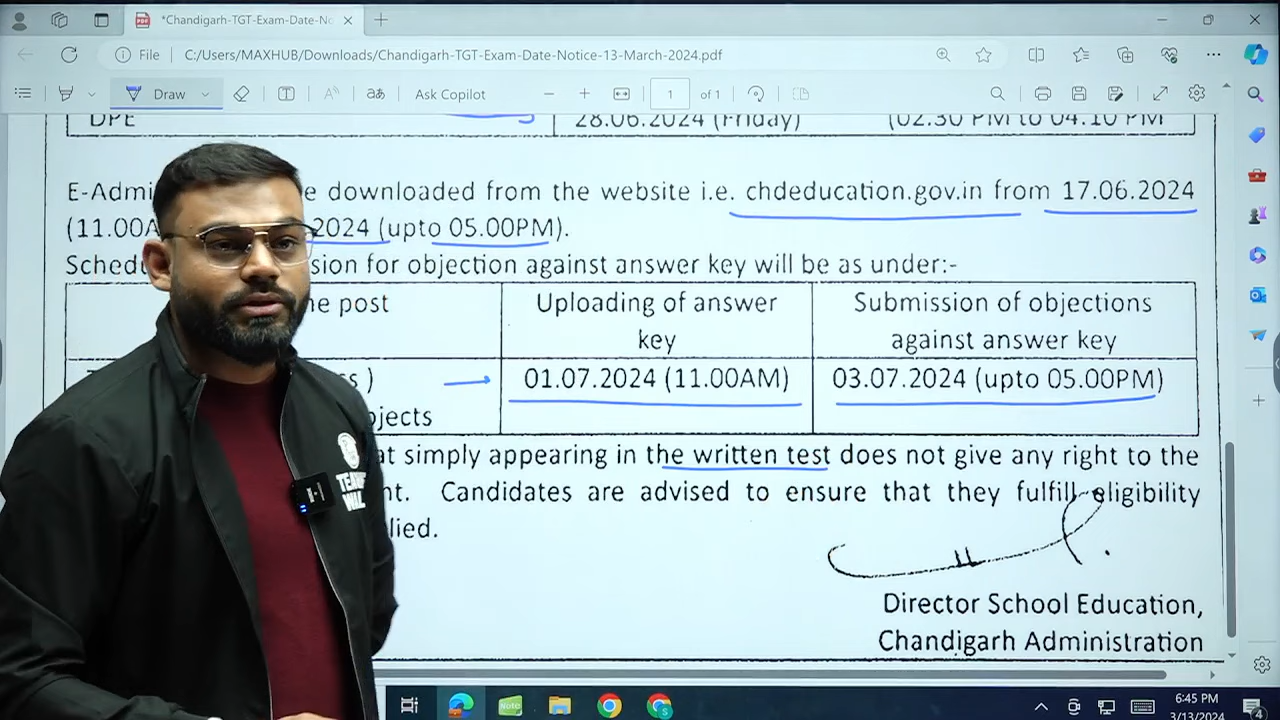 *Chandigarh-TGT-Exam-Date-No
File C:/Users/MAXHUB/Downloads/Chandigarh-TGT-Exam-Date-Notice-13-March-2024.pdf
Draw Ask Copilot 1 of 1
DPE 28.06.2024 (Friday) (02.30 PM to 04.10 PM
E-Admi e downloaded from the website i.e. chdeducation.gov.in from 17.06.2024
(11.00A 2024 (upto 05.00PM).
Schedu sion for objection against answer key will be as under:-
he post Uploading of answer key Submission of objections against answer key
ss ) 01.07.2024 (11.00AM) 03.07.2024 (upto 05.00PM)
bjects
at simply appearing in the written test does not give any right to the
nt. Candidates are advised to ensure that they fulfill eligibility
lied.
Director School Education,
Chandigarh Administration
TEAM
6:45 PM
3/13/2024
4